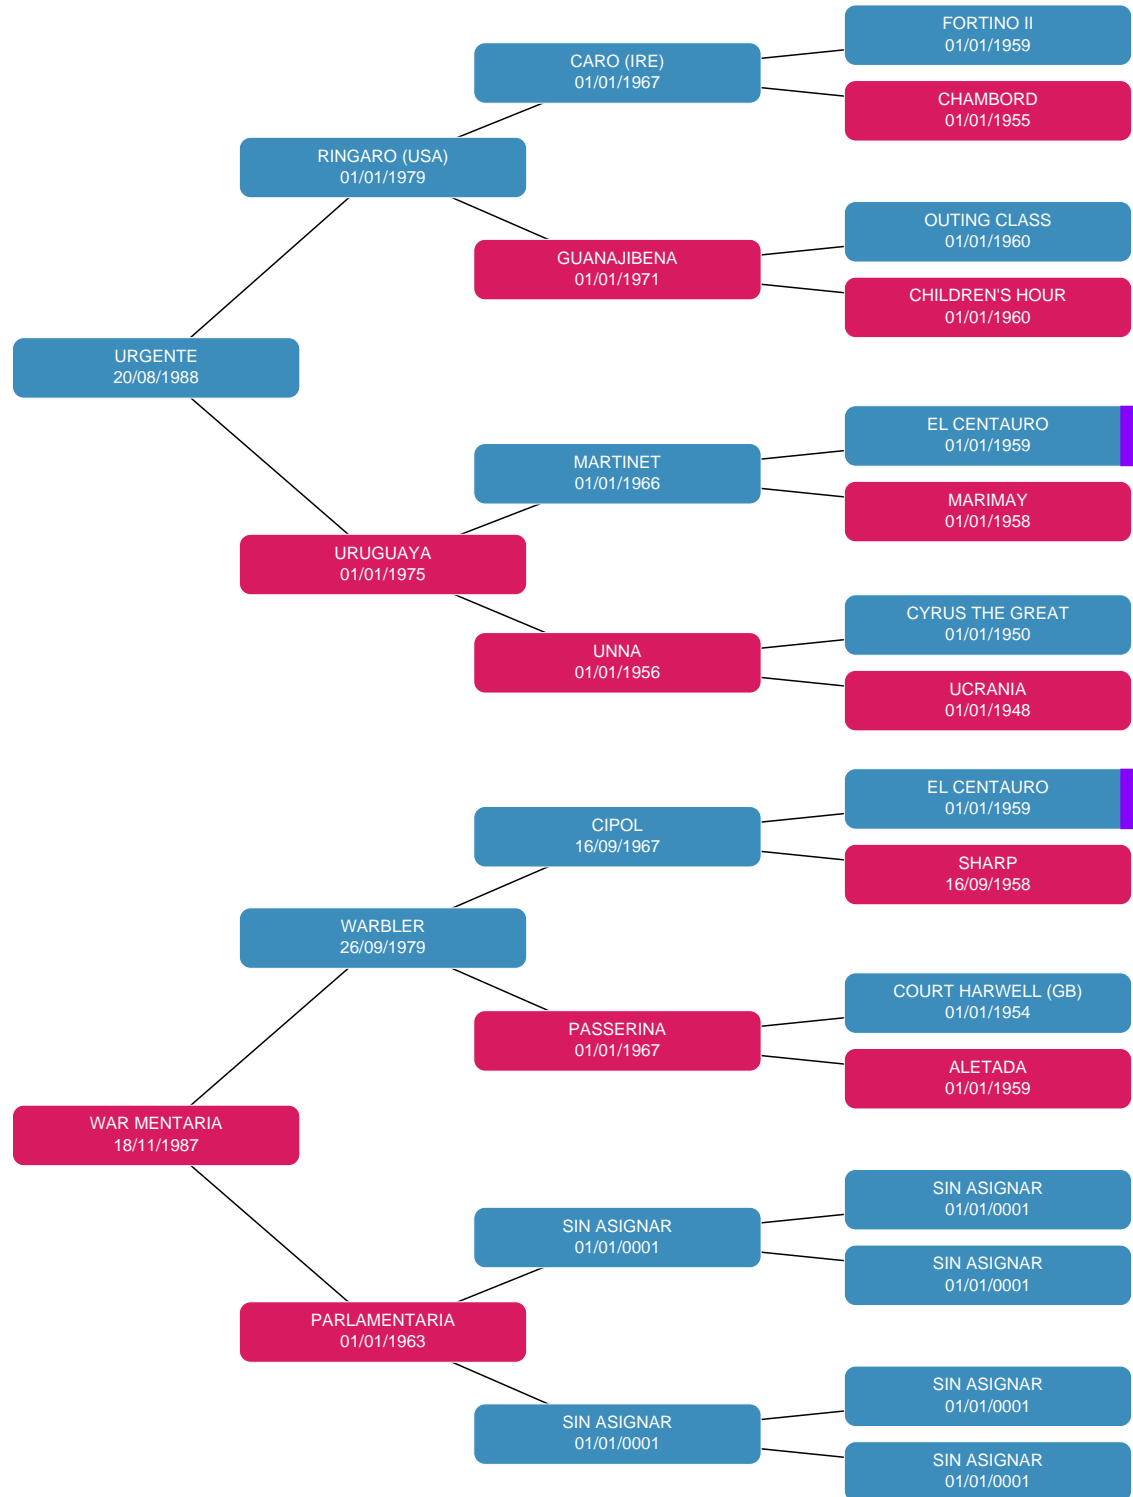 FORTINO II
01/01/1959
CARO (IRE)
01/01/1967
CHAMBORD
01/01/1955
RINGARO (USA)
01/01/1979
OUTING CLASS
01/01/1960
GUANAJIBENA
01/01/1971
CHILDREN'S HOUR
01/01/1960
URGENTE
20/08/1988
EL CENTAURO
01/01/1959
MARTINET
01/01/1966
MARIMAY
01/01/1958
URUGUAYA
01/01/1975
CYRUS THE GREAT
01/01/1950
UNNA
01/01/1956
UCRANIA
01/01/1948
EL CENTAURO
01/01/1959
CIPOL
16/09/1967
SHARP
16/09/1958
WARBLER
26/09/1979
COURT HARWELL (GB)
01/01/1954
PASSERINA
01/01/1967
ALETADA
01/01/1959
WAR MENTARIA
18/11/1987
SIN ASIGNAR
01/01/0001
SIN ASIGNAR
01/01/0001
SIN ASIGNAR
01/01/0001
PARLAMENTARIA
01/01/1963
SIN ASIGNAR
01/01/0001
SIN ASIGNAR
01/01/0001
SIN ASIGNAR
01/01/0001